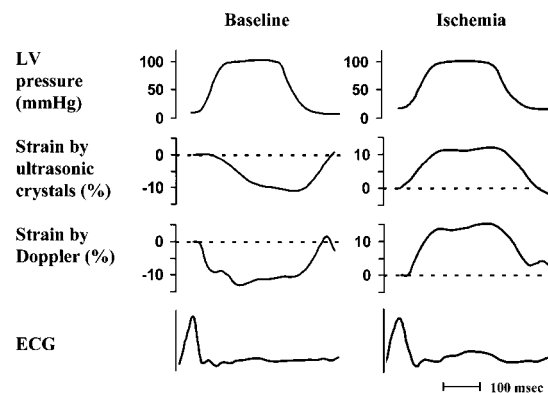 Baseline
Ischemia
LV
pressure
(mmHg)
100
50
0
100
50
0
Strain by
ultrasonic
crystals (%)
0
-10
10
0
Strain by
Doppler (%)
0
-10
10
0
ECG
100 msec